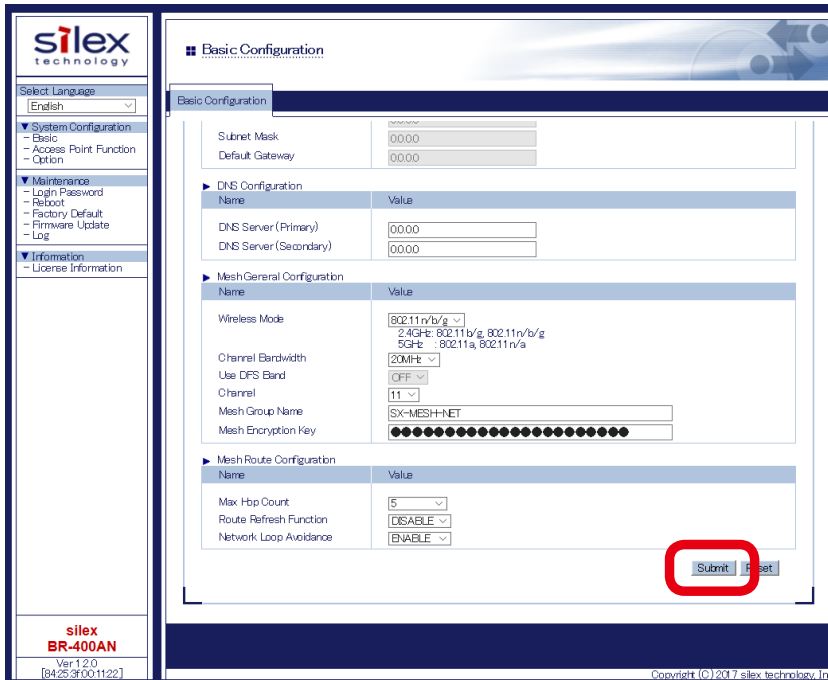 silex
technology
Select Language
English
▼ System Configuration
- Basic
- Access Point Function
- Option
▼ Maintenance
- Login Password
- Reboot
- Factory Default
- Firmware Update
- Log
▼ Information
- License Information
silex
BR-400AN
Ver 1.2.0
[84:25:3f:00:11:22]
Basic Configuration
Basic Configuration
Subnet Mask 0.0.0.0
Default Gateway 0.0.0.0
▶ DNS Configuration
Name Value
DNS Server (Primary) 0.0.0.0
DNS Server (Secondary) 0.0.0.0
▶ Mesh General Configuration
Name Value
Wireless Mode 802.11 n/b/g
2.4GHz: 802.11 b/g, 802.11 n/b/g
5GHz : 802.11a, 802.11 n/a
Channel Bandwidth 20MHz
Use DFS Band OFF
Channel 11
Mesh Group Name SX-MESH-NET
Mesh Encryption Key ●●●●●●●●●●●●●●●●●●●●●●
▶ Mesh Route Configuration
Name Value
Max Hop Count 5
Route Refresh Function DISABLE
Network Loop Avoidance ENABLE
Submit
Copyright (C) 2017 silex technology,